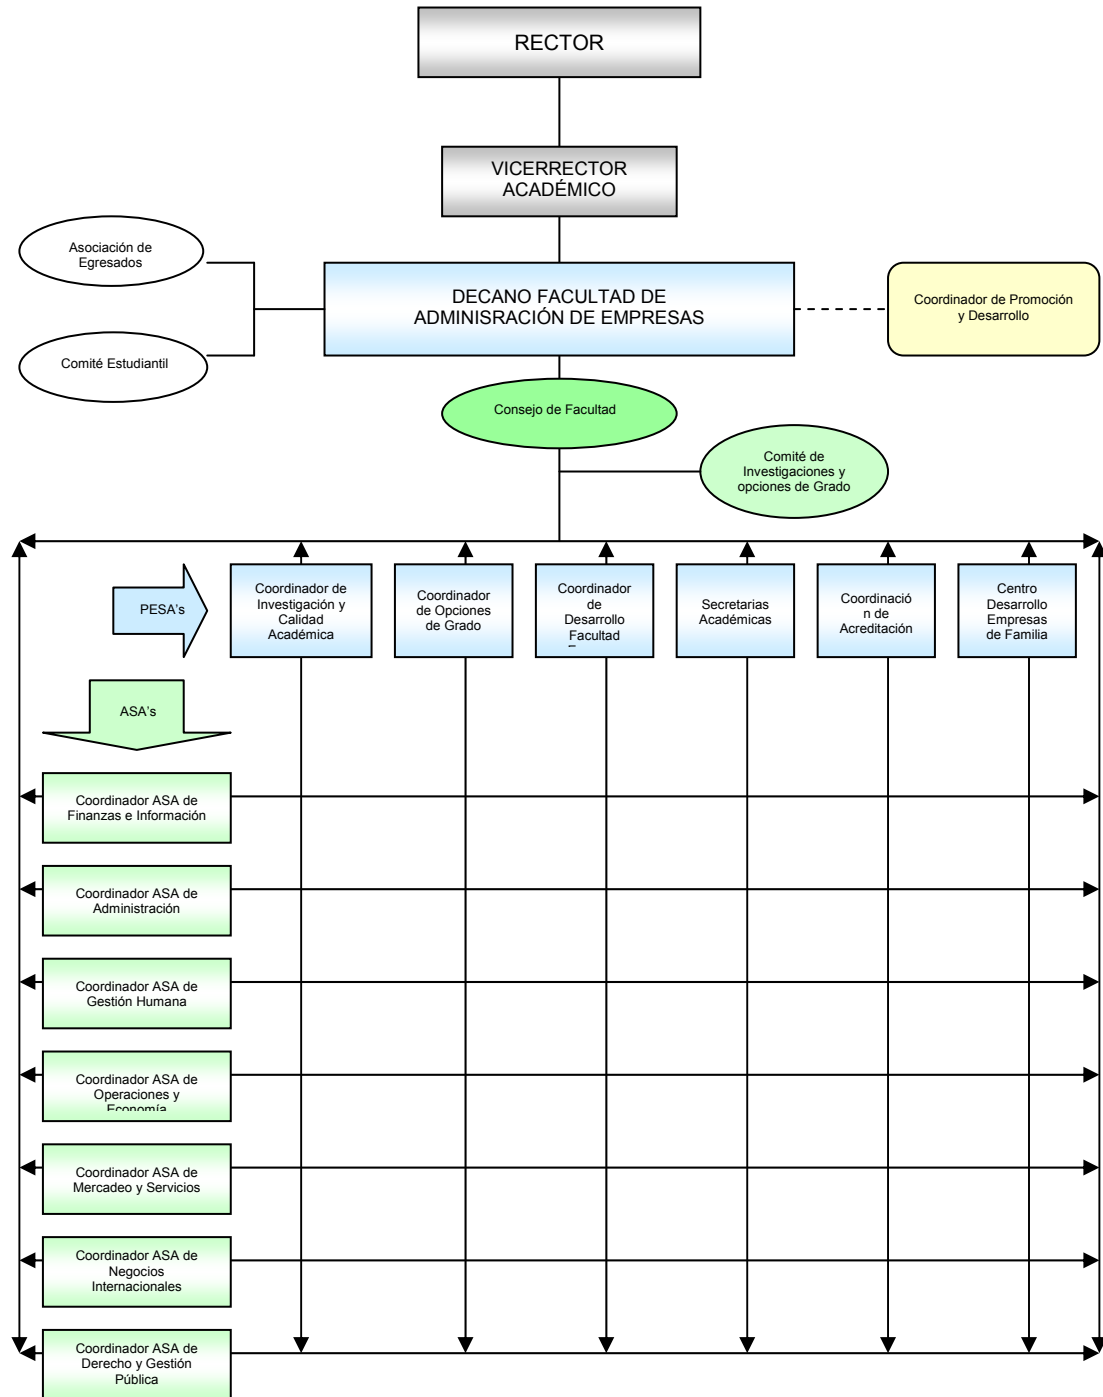 RECTOR
VICERRECTOR
ACADÉMICO
Asociación de
Egresados
DECANO FACULTAD DE
ADMINISRACIÓN DE EMPRESAS
Coordinador de Promoción
y Desarrollo
Comité Estudiantil
Consejo de Facultad
Comité de
Investigaciones y
opciones de Grado
PESA's
Coordinador de
Investigación y
Calidad
Académica
Coordinador
de Opciones
de Grado
Coordinador
de
Desarrollo
Facultad
Secretarias
Académicas
Coordinació
n de
Acreditación
Centro
Desarrollo
Empresas
de Familia
ASA's
Coordinador ASA de
Finanzas e Información
Coordinador ASA de
Administración
Coordinador ASA de
Gestión Humana
Coordinador ASA de
Operaciones y
Economía
Coordinador ASA de
Mercadeo y Servicios
Coordinador ASA de
Negocios
Internacionales
Coordinador ASA de
Derecho y Gestión
Pública